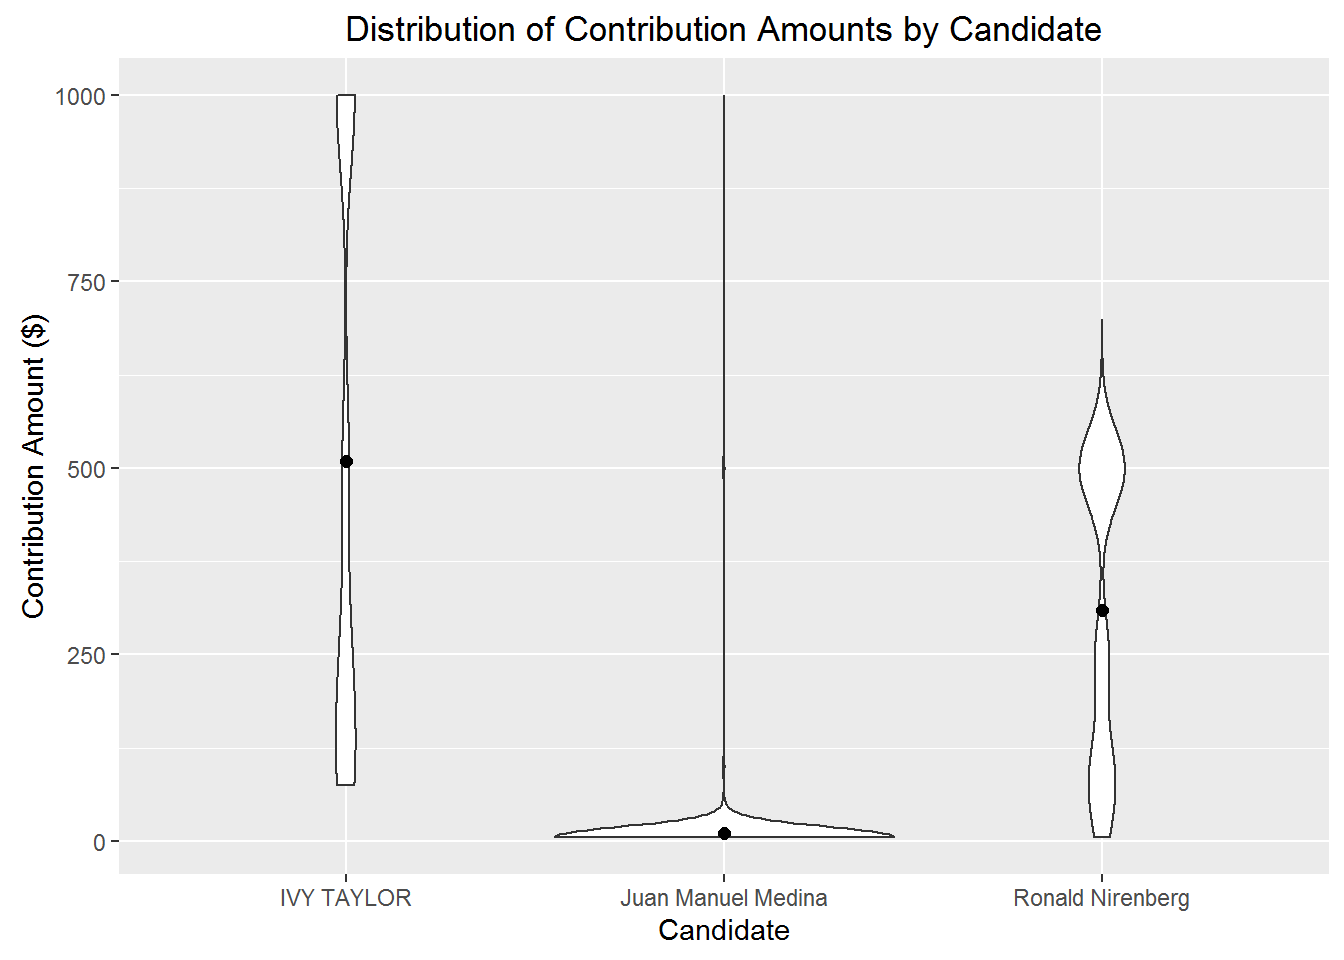 Distribution of Contribution Amounts by Candidate
Contribution Amount ($)
1000
750
500
250
0
IVY TAYLOR
Juan Manuel Medina
Ronald Nirenberg
Candidate